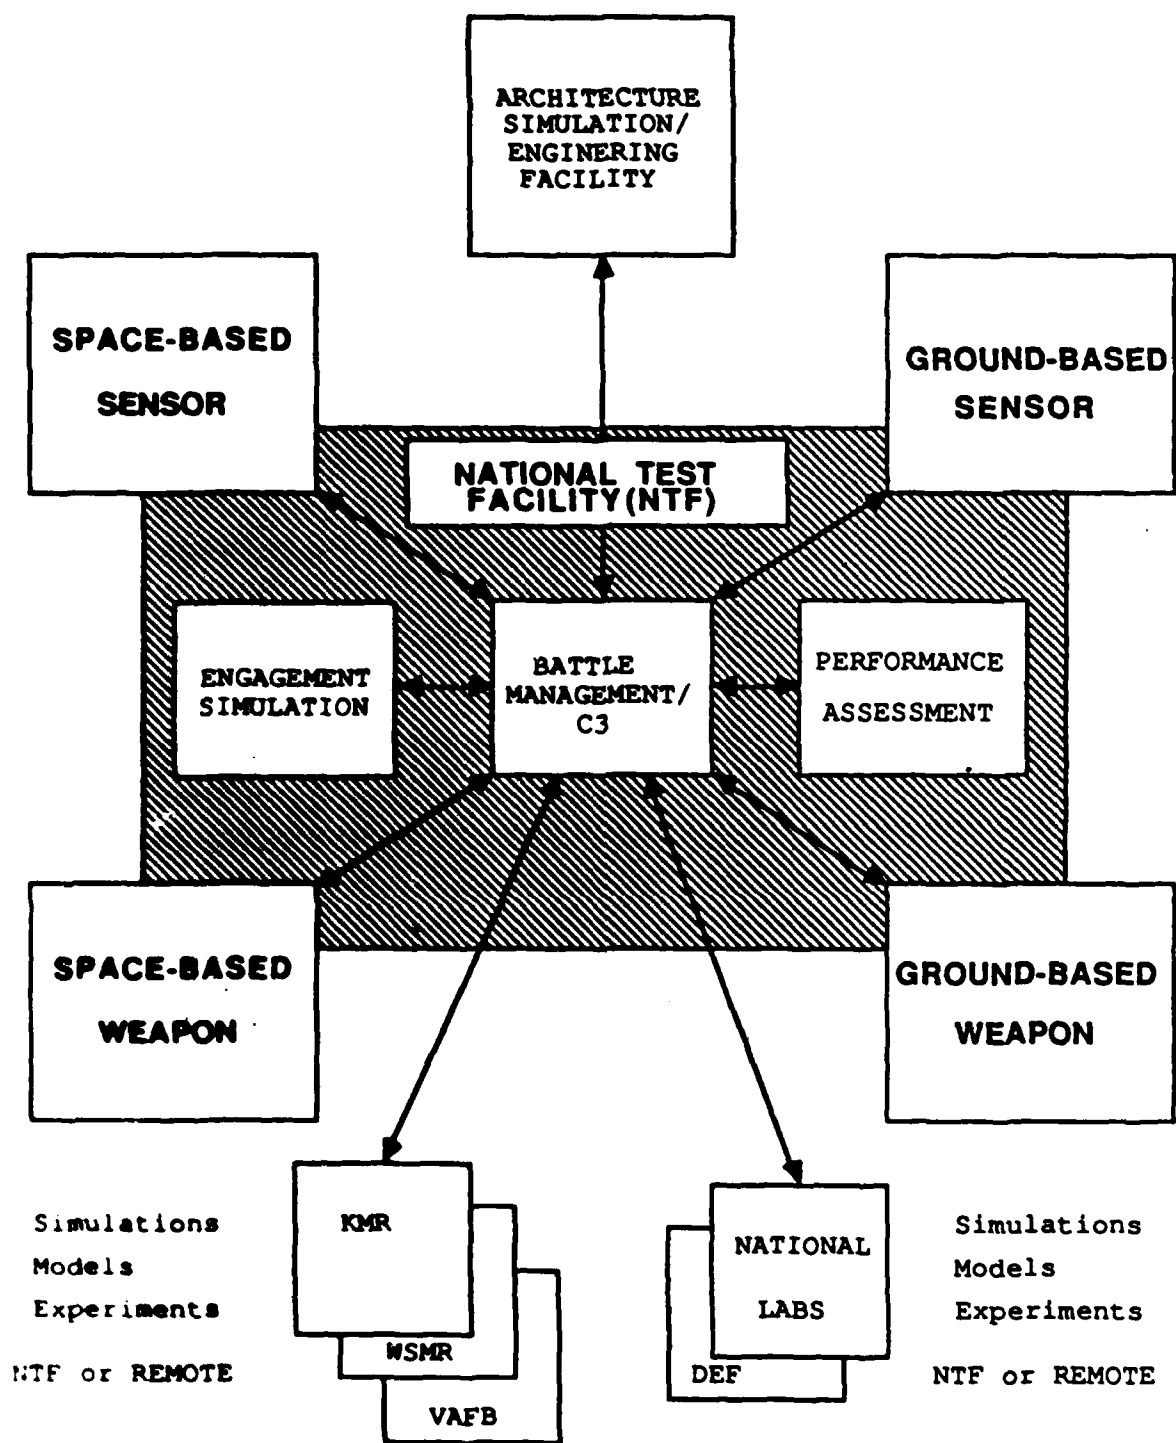 ARCHITECTURE
SIMULATION/
ENGINERING
FACILITY
SPACE-BASED
SENSOR
GROUND-BASED
SENSOR
NATIONAL TEST
FACILITY (NTF)
ENGAGEMENT
SIMULATION
BATTLE
MANAGEMENT/
C3
PERFORMANCE
ASSESSMENT
SPACE-BASED
WEAPON
GROUND-BASED
WEAPON
Simulations
Models
Experiments
NTF or REMOTE
KMR
WSMR
VAFB
NATIONAL
LABS
DEF
Simulations
Models
Experiments
NTF or REMOTE